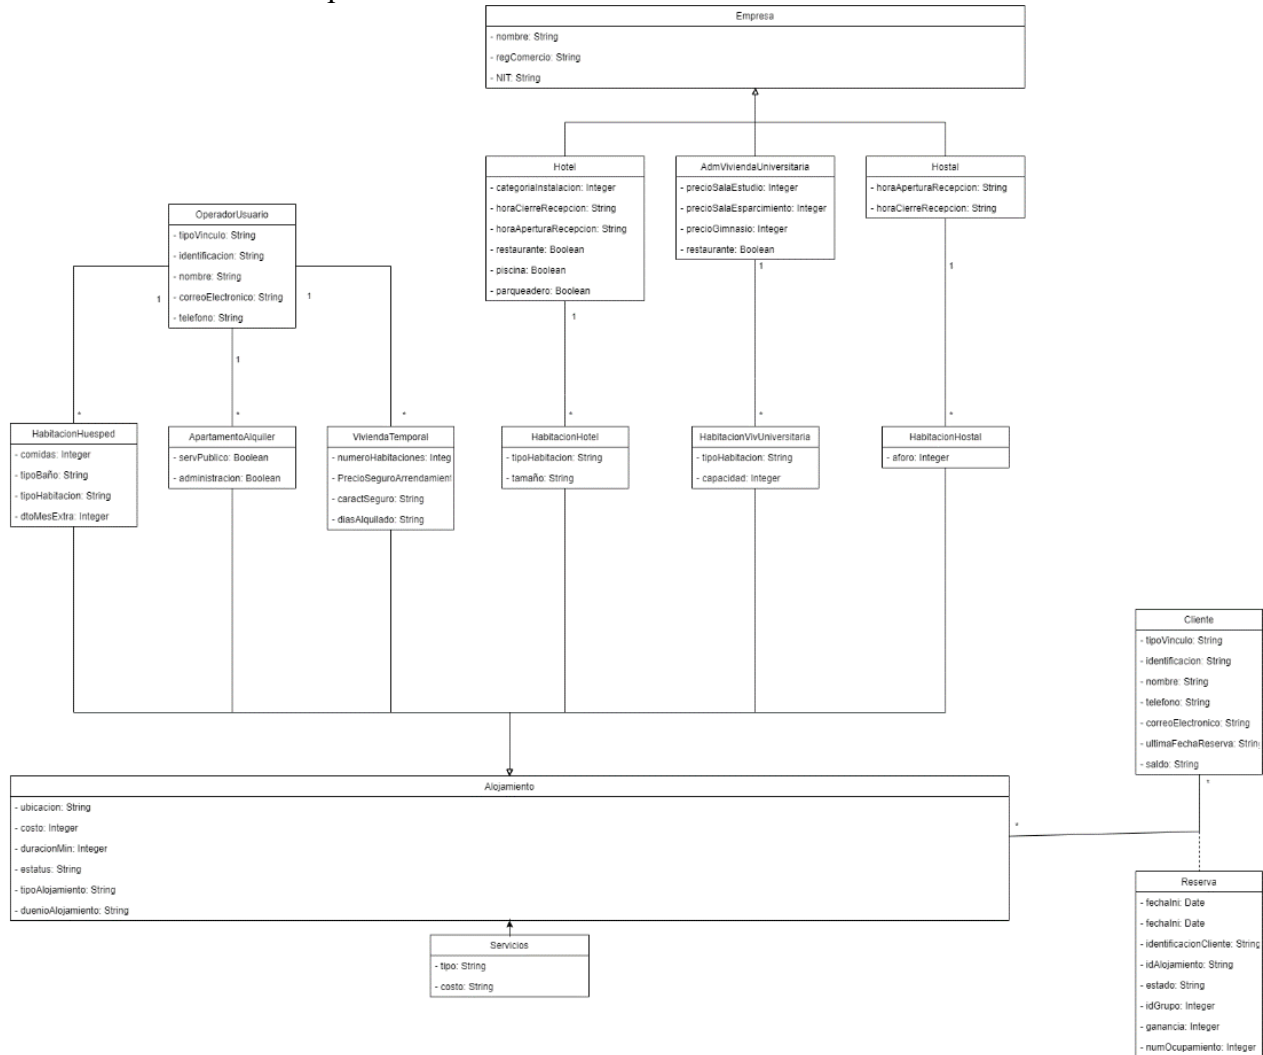 Empresa
- nombre: String
- regComercio: String
- NIT: String
Hotel
- categoriaInstalacion: Integer
- horaCierreRecepcion: String
- horaAperturaRecepcion: String
- restaurante: Boolean
- piscina: Boolean
- parqueadero: Boolean
1
AdmViviendaUniversitaria
- precioSalaEstudio: Integer
- precioSalaEsparcimiento: Integer
- precioGimnasio: Integer
- restaurante: Boolean
1
Hostal
- horaAperturaRecepcion: String
- horaCierreRecepcion: String
1
OperadorUsuario
- tipoVinculo: String
- identificacion: String
- nombre: String
- correoElectronico: String
- telefono: String
1
1
1
*
*
*
*
*
*
HabitacionHuesped
- comidas: Integer
- tipoBaño: String
- tipoHabitacion: String
- dtoMesExtra: Integer
ApartamentoAlquiler
- servPublico: Boolean
- administracion: Boolean
ViviendaTemporal
- numeroHabitaciones: Integ
- PrecioSeguroArrendamient
- caractSeguro: String
- diasAlquilado: String
HabitacionHotel
- tipoHabitacion: String
- tamaño: String
HabitacionVivUniversitaria
- tipoHabitacion: String
- capacidad: Integer
HabitacionHostal
- aforo: Integer
Cliente
- tipoVinculo: String
- identificacion: String
- nombre: String
- telefono: String
- correoElectronico: String
- ultimaFechaReserva: Strin
- saldo: String
*
*
Alojamiento
- ubicacion: String
- costo: Integer
- duracionMin: Integer
- estatus: String
- tipoAlojamiento: String
- duenioAlojamiento: String
Servicios
- tipo: String
- costo: String
Reserva
- fechaIni: Date
- fechaIni: Date
- identificacionCliente: String
- idAlojamiento: String
- estado: String
- idGrupo: Integer
- ganancia: Integer
- numOcupamiento: Integer